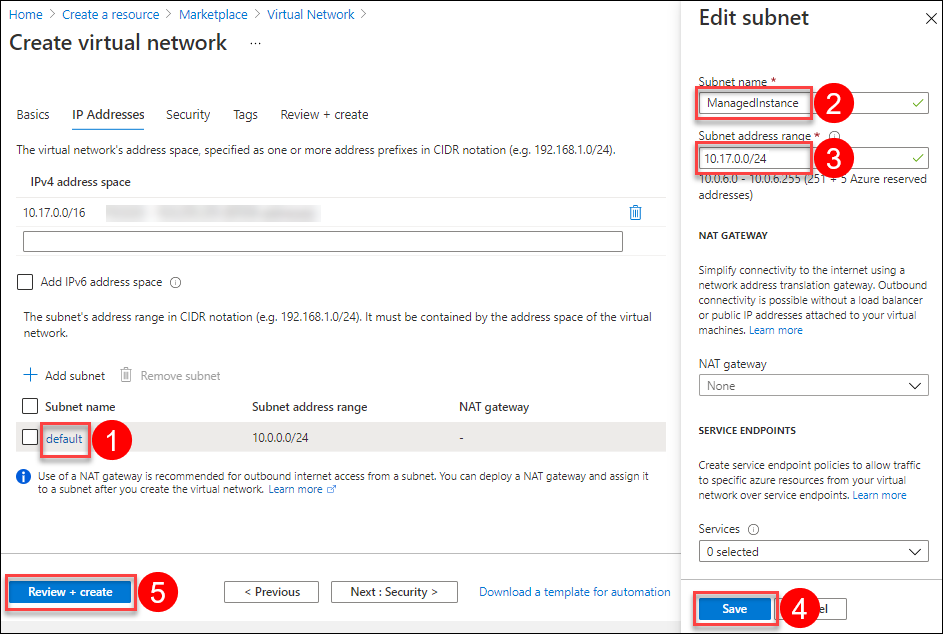 Home > Create a resource > Marketplace > Virtual Network >
Create virtual network ...
Basics IP Addresses Security Tags Review + create
The virtual network's address space, specified as one or more address prefixes in CIDR notation (e.g. 192.168.1.0/24).
IPv4 address space
10.17.0.0/16
Add IPv6 address space
The subnet's address range in CIDR notation (e.g. 192.168.1.0/24). It must be contained by the address space of the virtual
network.
+ Add subnet Remove subnet
Subnet name Subnet address range NAT gateway
default 1 10.0.0.0/24 -
Use of a NAT gateway is recommended for outbound internet access from a subnet. You can deploy a NAT gateway and assign it
to a subnet after you create the virtual network. Learn more
Review + create 5 < Previous Next : Security > Download a template for automation
Edit subnet
Subnet name *
ManagedInstance 2
Subnet address range *
10.17.0.0/24 3
10.0.6.0 - 10.0.6.255 (251 + 5 Azure reserved
addresses)
NAT GATEWAY
Simplify connectivity to the internet using a
network address translation gateway. Outbound
connectivity is possible without a load balancer
or public IP addresses attached to your virtual
machines. Learn more
NAT gateway
None
SERVICE ENDPOINTS
Create service endpoint policies to allow traffic
to specific azure resources from your virtual
network over service endpoints. Learn more
Services
0 selected
Save 4